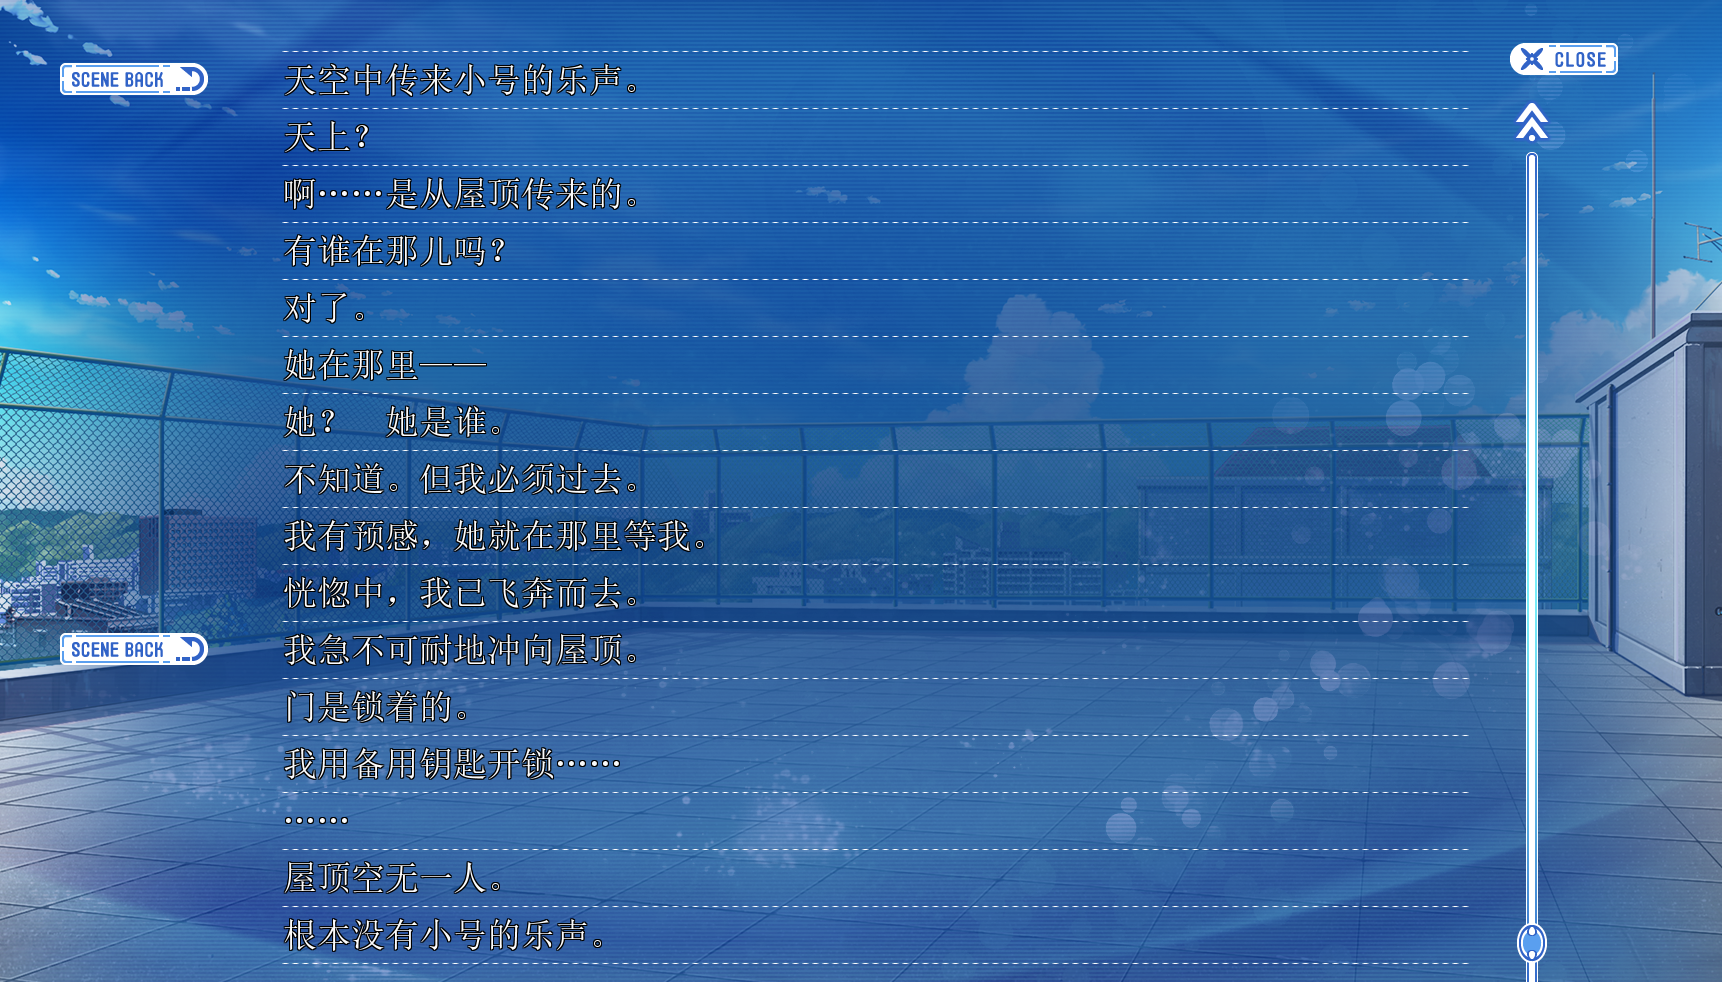 SCENE BACK
CLOSE
天空中传来小号的乐声。
天上？
啊……是从屋顶传来的。
有谁在那儿吗？
对了。
她在那里——
她？　她是谁。
不知道。但我必须过去。
我有预感，她就在那里等我。
恍惚中，我已飞奔而去。
SCENE BACK
我急不可耐地冲向屋顶。
门是锁着的。
我用备用钥匙开锁……
……
屋顶空无一人。
根本没有小号的乐声。